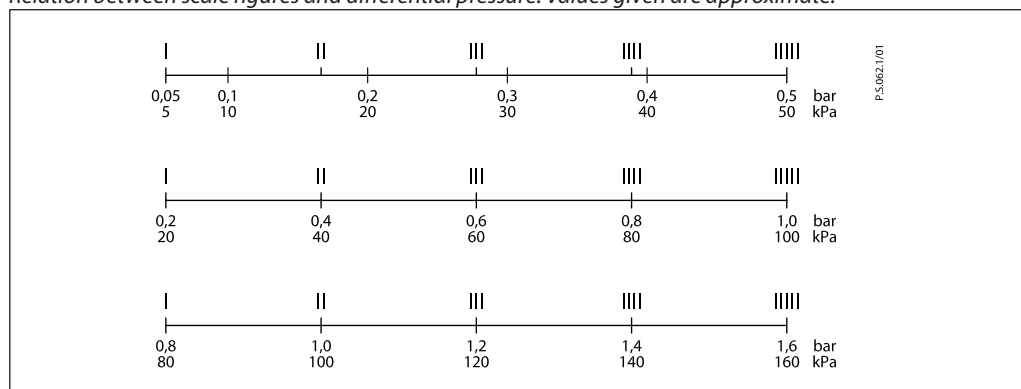 Relation between scale figures and differential pressure. Values given are approximate.
I II III IIII IIIII
0,05 0,1 0,2 0,3 0,4 0,5 bar
5 10 20 30 40 50 kPa
P.S.062.1/01
I II III IIII IIIII
0,2 0,4 0,6 0,8 1,0 bar
20 40 60 80 100 kPa
I II III IIII IIIII
0,8 1,0 1,2 1,4 1,6 bar
80 100 120 140 160 kPa